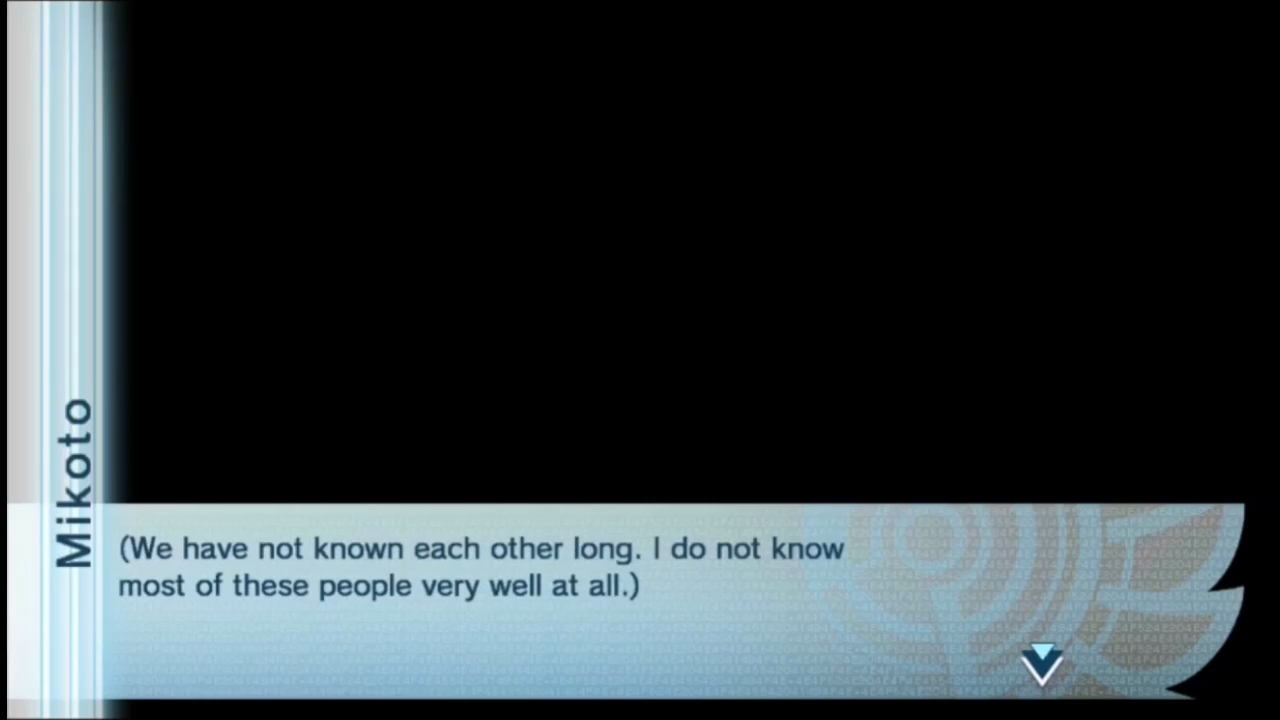 Mikoto
(We have not known each other long. I do not know
most of these people very well at all.)